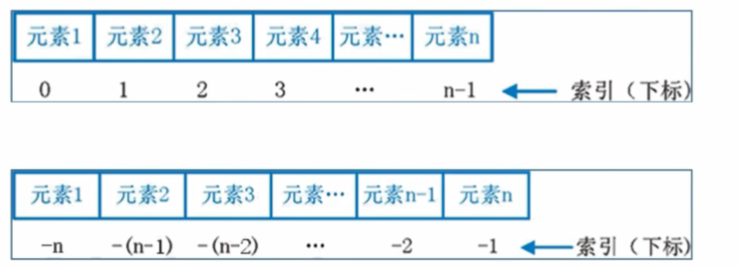 元素1 元素2 元素3 元素4 元素… 元素n
0 1 2 3 … n-1 索引（下标）
元素1 元素2 元素3 元素… 元素n-1 元素n
-n -(n-1) -(n-2) … -2 -1 索引（下标）